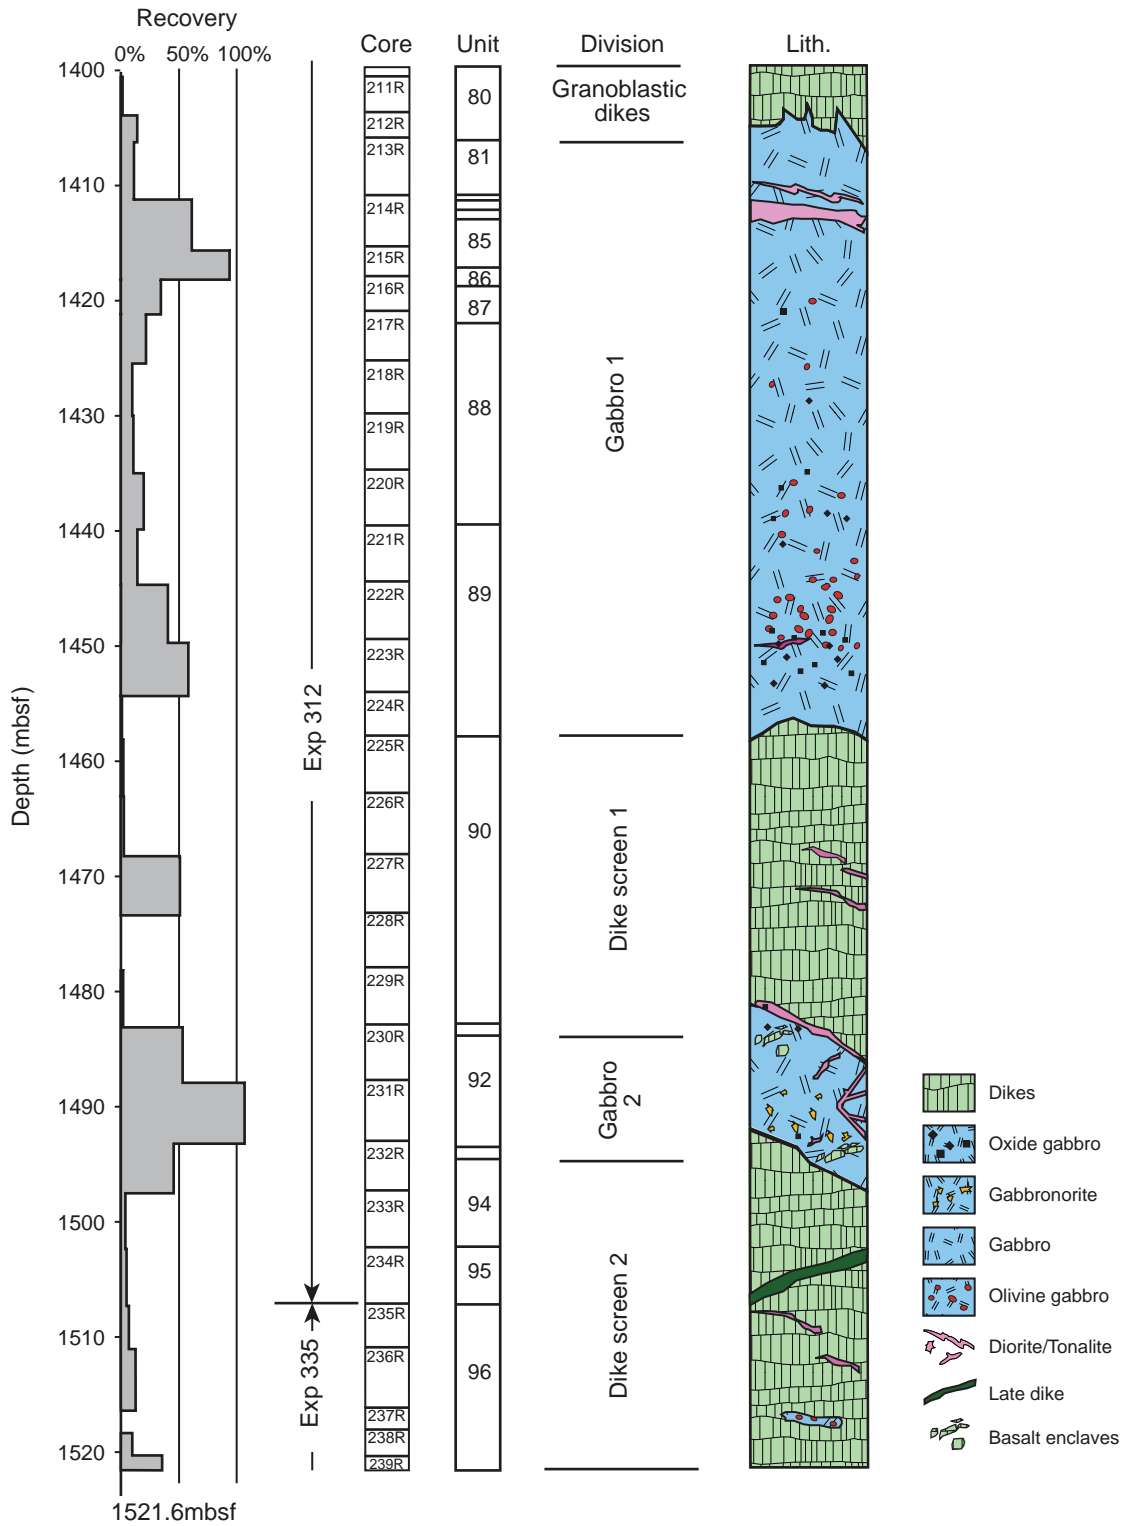 Recovery
0% 50% 100%
Core
Unit
Division
Lith.
Depth (mbsf)
1400
1410
1420
1430
1440
1450
1460
1470
1480
1490
1500
1510
1520
1521.6mbsf
Exp 312
Exp 335
211R
212R
213R
214R
215R
216R
217R
218R
219R
220R
221R
222R
223R
224R
225R
226R
227R
228R
229R
230R
231R
232R
233R
234R
235R
236R
237R
238R
239R
80
81
85
86
87
88
89
90
92
94
95
96
Granoblastic
dikes
Gabbro 1
Dike screen 1
Gabbro
2
Dike screen 2
Dikes
Oxide gabbro
Gabbronorite
Gabbro
Olivine gabbro
Diorite/Tonalite
Late dike
Basalt enclaves